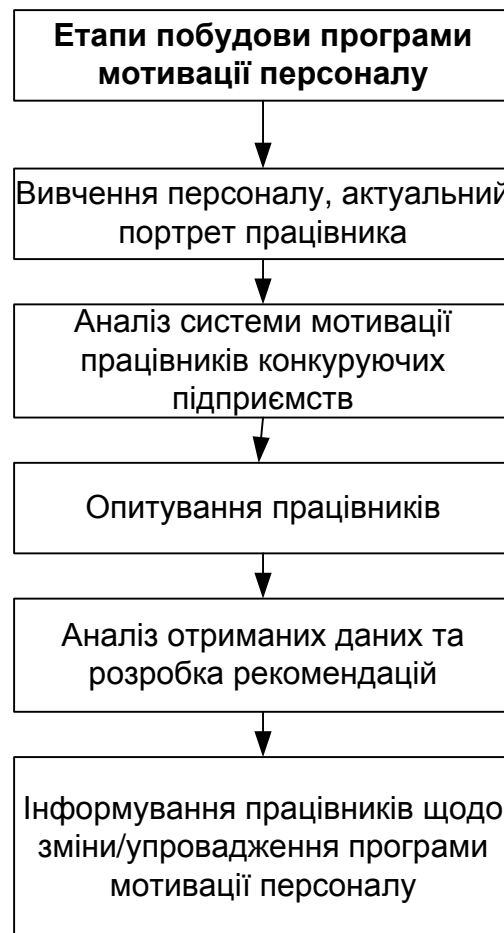 Етапи побудови програми
мотивації персоналу
Вивчення персоналу, актуальний
портрет працівника
Аналіз системи мотивації
працівників конкуруючих
підприємств
Опитування працівників
Аналіз отриманих даних та
розробка рекомендацій
Інформування працівників щодо
зміни/упровадження програми
мотивації персоналу